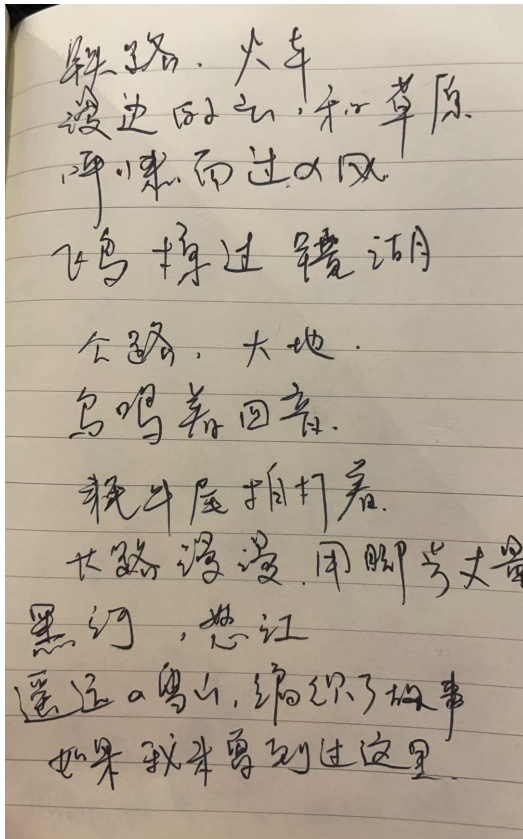 铁路、火车
漫边的云,和草原
呼啸而过的风.
飞鸟掠过镜湖
公路、大地.
鸟鸣着回音.
牦牛尾拍打着.
长路漫漫.用脚步丈量
黑河,怒江
遥远的雪山,编织了故事
如果我未曾到过这里.